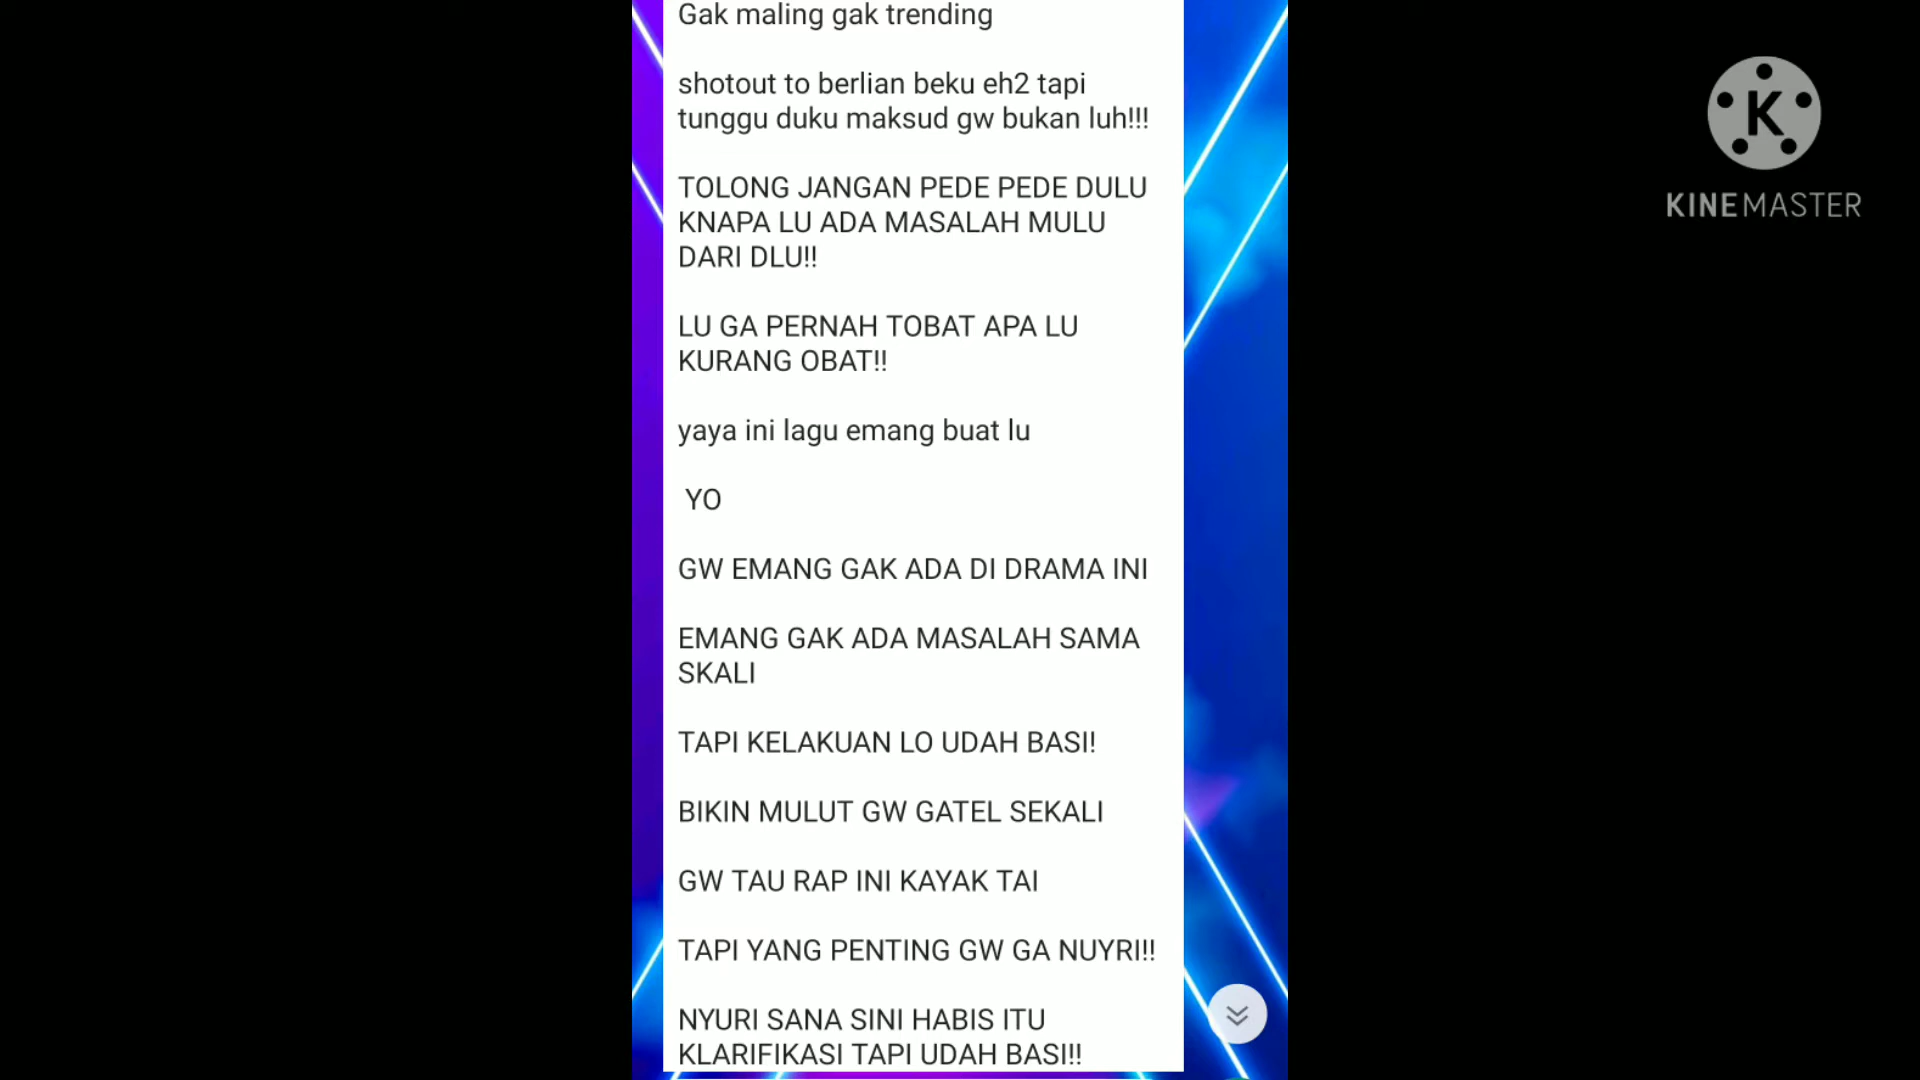 Gak maling gak trending
shotout to berlian beku eh2 tapi
tunggu duku maksud gw bukan luh!!!
TOLONG JANGAN PEDE PEDE DULU
KNAPA LU ADA MASALAH MULU
DARI DLU!!
LU GA PERNAH TOBAT APA LU
KURANG OBAT!!
yaya ini lagu emang buat lu
YO
GW EMANG GAK ADA DI DRAMA INI
EMANG GAK ADA MASALAH SAMA
SKALI
TAPI KELAKUAN LO UDAH BASI!
BIKIN MULUT GW GATEL SEKALI
GW TAU RAP INI KAYAK TAI
TAPI YANG PENTING GW GA NUYRI!!
NYURI SANA SINI HABIS ITU
KLARIFIKASI TAPI UDAH BASI!!
K
KINEMASTER